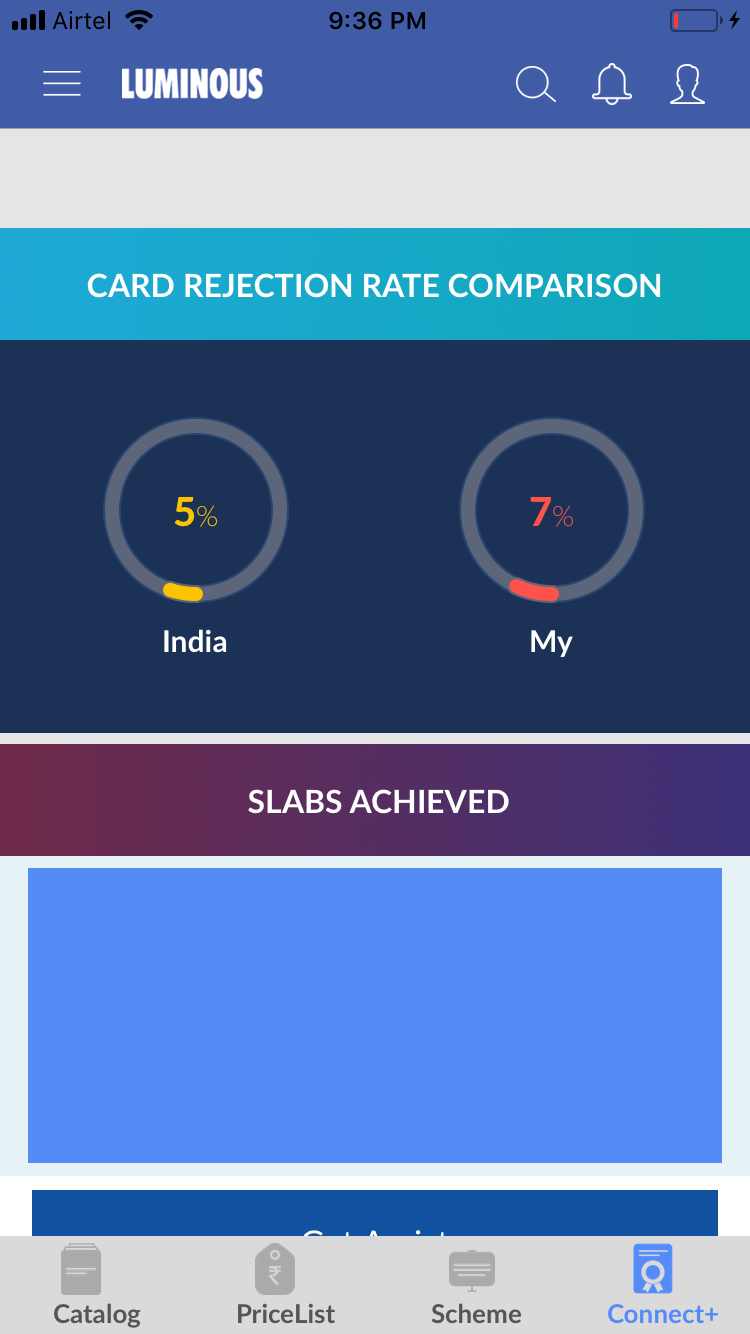 Airtel 9:36 PM
LUMINOUS
CARD REJECTION RATE COMPARISON
5% 7%
India My
SLABS ACHIEVED
Catalog PriceList Scheme Connect+